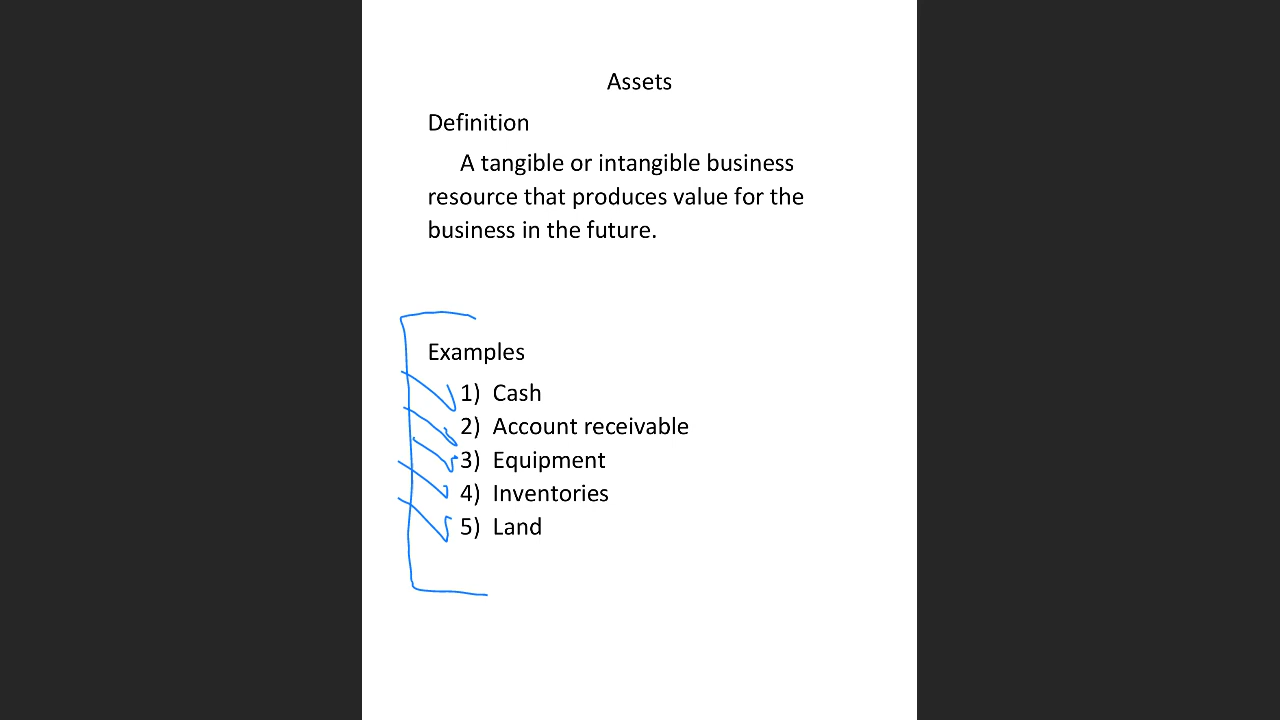 Assets
Definition
A tangible or intangible business
resource that produces value for the
business in the future.
Examples
1) Cash
2) Account receivable
3) Equipment
4) Inventories
5) Land